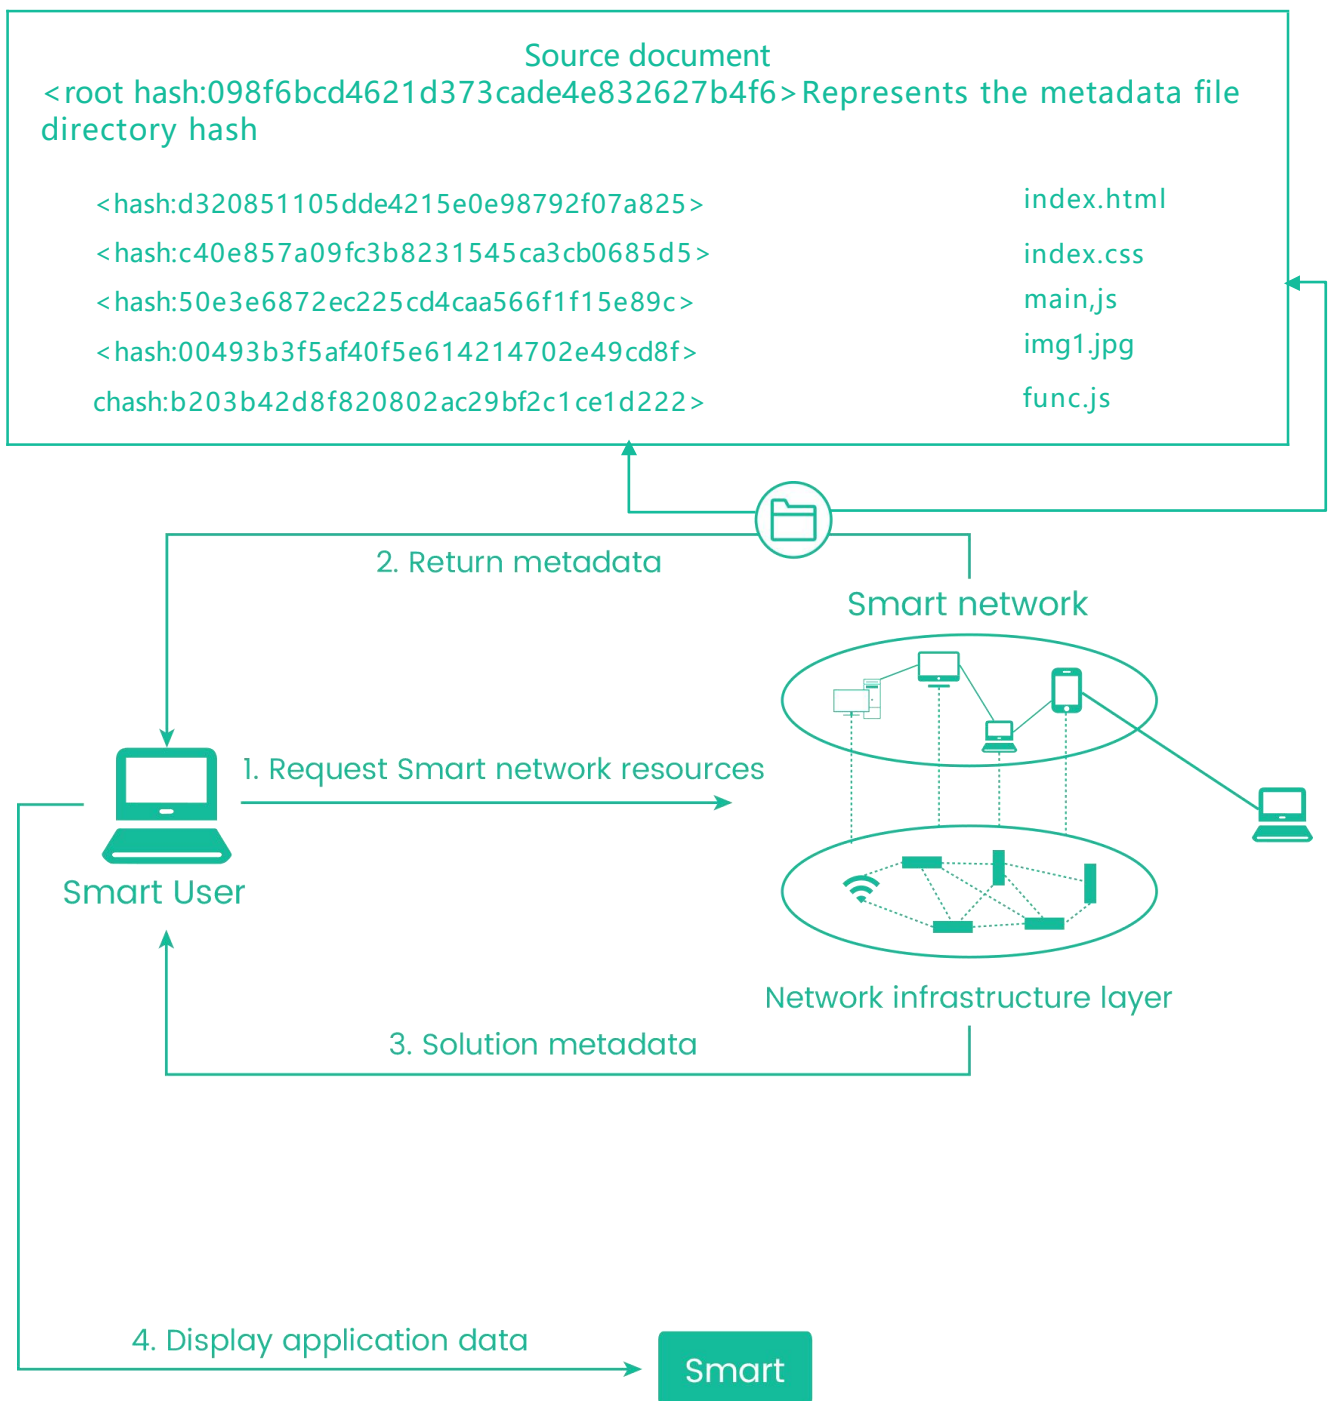 Source document
<root hash:098f6bcd4621d373cade4e832627b4f6>Represents the metadata file
directory hash
<hash:d320851105dde4215e0e98792f07a825> index.html
<hash:c40e857a09fc3b8231545ca3cb0685d5> index.css
<hash:50e3e6872ec225cd4caa566f1f15e89c> main,js
<hash:00493b3f5af40f5e614214702e49cd8f> img1.jpg
chash:b203b42d8f820802ac29bf2c1ce1d222> func.js
2. Return metadata
Smart network
1. Request Smart network resources
Smart User
Network infrastructure layer
3. Solution metadata
4. Display application data
Smart